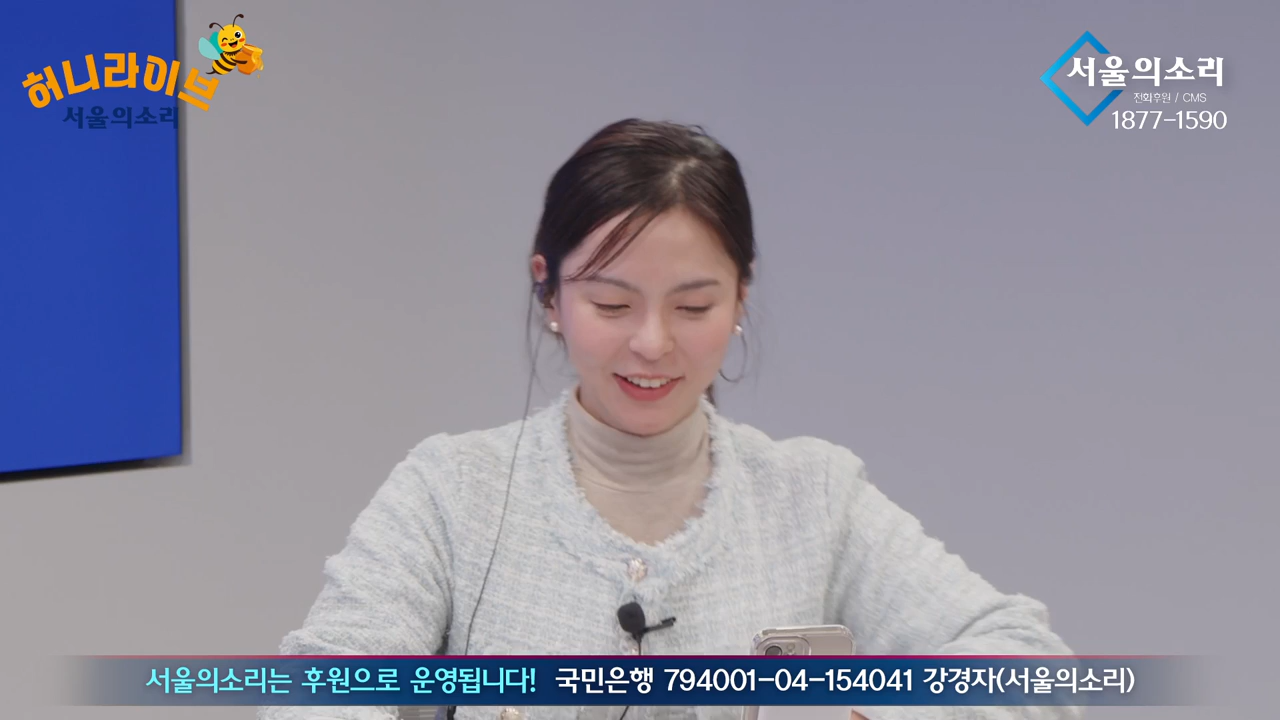 허니라이브
서울의소리
서울의소리
전화후원 / CMS
1877-1590
서울의소리는 후원으로 운영됩니다! 국민은행 794001-04-154041 강경자(서울의소리)